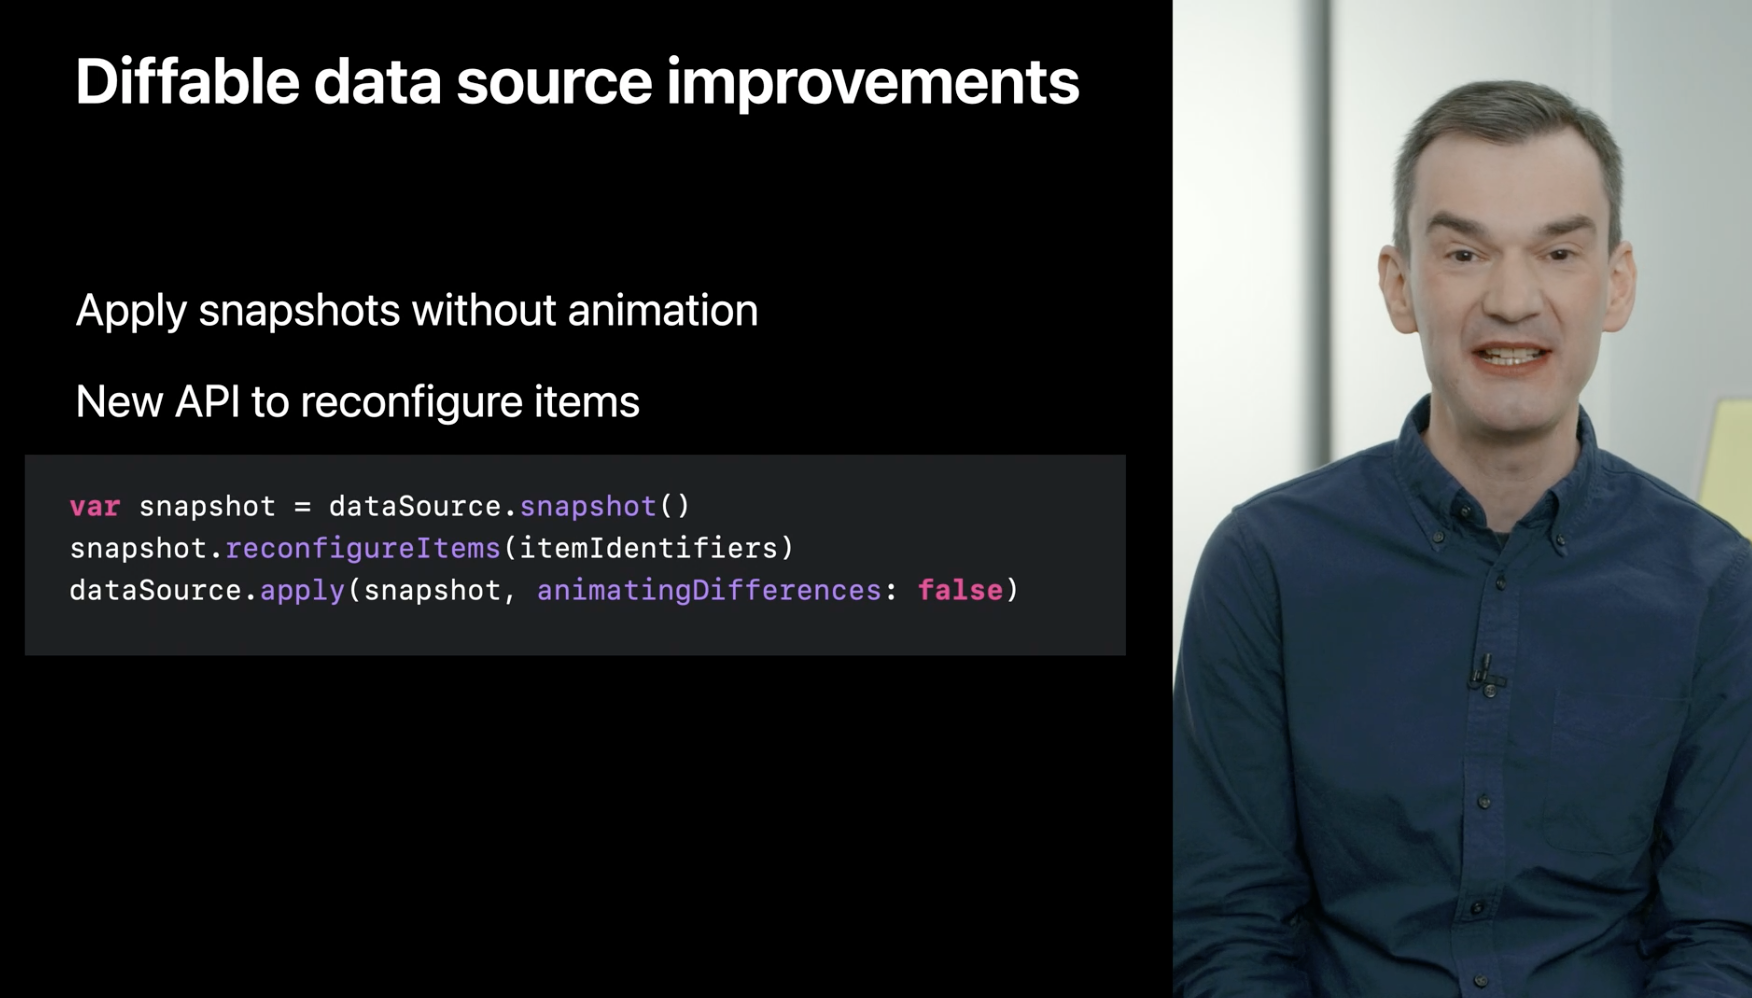 Diffable data source improvements
Apply snapshots without animation
New API to reconfigure items
var snapshot = dataSource.snapshot()
snapshot.reconfigureItems(itemIdentifiers)
dataSource.apply(snapshot, animatingDifferences: false)